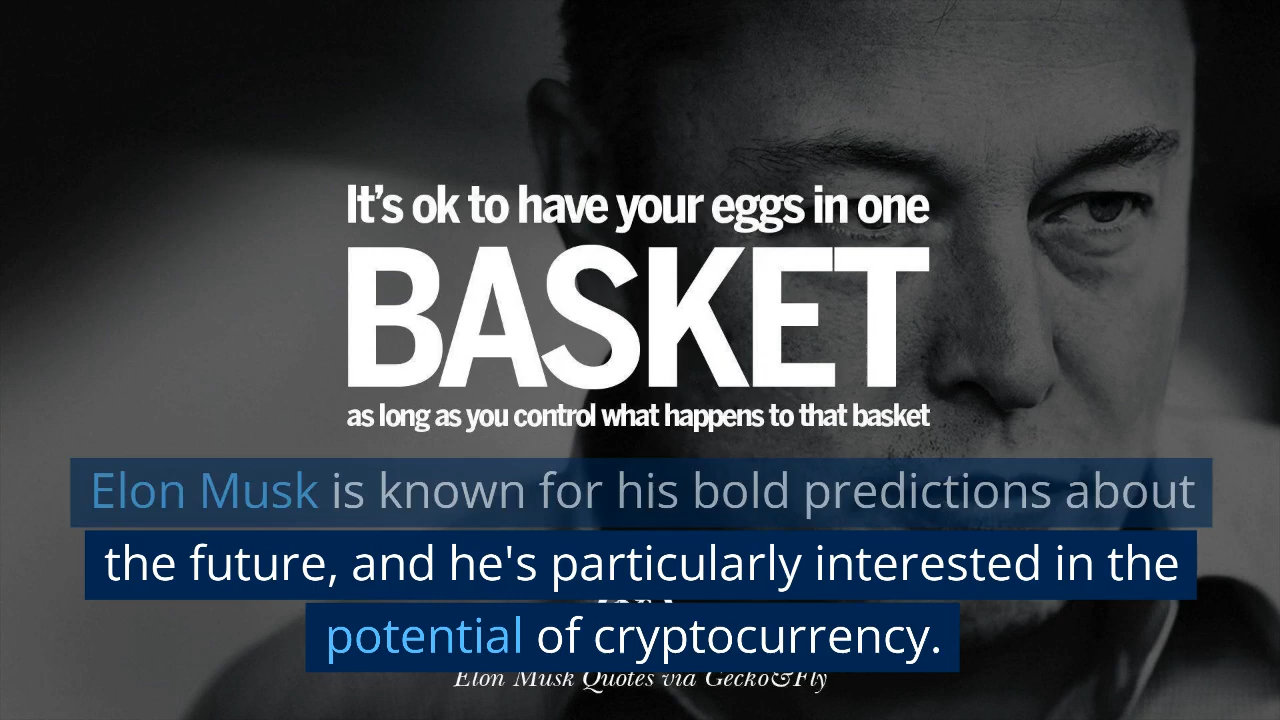 It's ok to have your eggs in one
BASKET
as long as you control what happens to that basket
Elon Musk is known for his bold predictions about
the future, and he's particularly interested in the
potential of cryptocurrency.
Elon Musk Quotes via Gecko&Fly